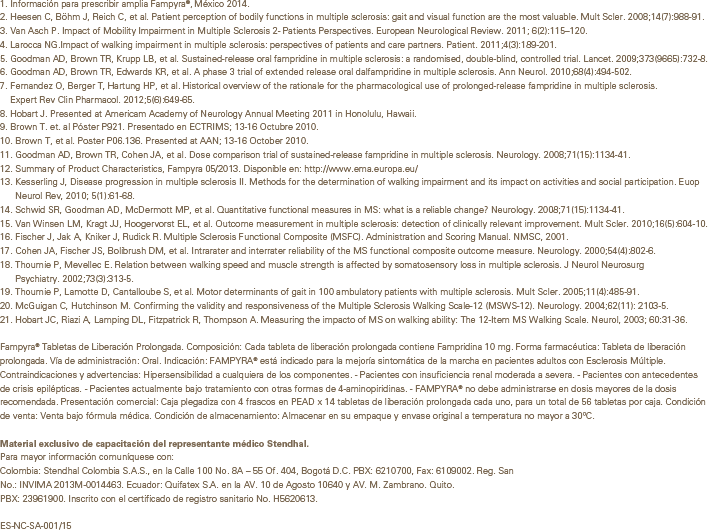 1. Información para prescribir amplia Fampyra®, México 2014.
2. Heesen C, Böhm J, Reich C, et al. Patient perception of bodily functions in multiple sclerosis: gait and visual function are the most valuable. Mult Scler. 2008;14(7):988-91.
3. Van Asch P. Impact of Mobility Impairment in Multiple Sclerosis 2- Patients Perspectives. European Neurological Review. 2011; 6(2):115–120.
4. Larocca NG.Impact of walking impairment in multiple sclerosis: perspectives of patients and care partners. Patient. 2011;4(3):189-201.
5. Goodman AD, Brown TR, Krupp LB, et al. Sustained-release oral fampridine in multiple sclerosis: a randomised, double-blind, controlled trial. Lancet. 2009;373(9665):732-8.
6. Goodman AD, Brown TR, Edwards KR, et al. A phase 3 trial of extended release oral dalfampridine in multiple sclerosis. Ann Neurol. 2010;68(4):494-502.
7. Fernandez O, Berger T, Hartung HP, et al. Historical overview of the rationale for the pharmacological use of prolonged-release fampridine in multiple sclerosis.
Expert Rev Clin Pharmacol. 2012;5(6):649-65.
8. Hobart J. Presented at Americam Academy of Neurology Annual Meeting 2011 in Honolulu, Hawaii.
9. Brown T. et. al Póster P921. Presentado en ECTRIMS; 13-16 Octubre 2010.
10. Brown T, et al. Poster P06.136. Presented at AAN; 13-16 October 2010.
11. Goodman AD, Brown TR, Cohen JA, et al. Dose comparison trial of sustained-release fampridine in multiple sclerosis. Neurology. 2008;71(15):1134-41.
12. Summary of Product Characteristics, Fampyra 05/2013. Disponible en: http://www.ema.europa.eu/
13. Kesserling J, Disease progression in multiple sclerosis II. Methods for the determination of walking impairment and its impact on activities and social participation. Euop
Neurol Rev, 2010; 5(1):61-68.
14. Schwid SR, Goodman AD, McDermott MP, et al. Quantitative functional measures in MS: what is a reliable change? Neurology. 2008;71(15):1134-41.
15. Van Winsen LM, Kragt JJ, Hoogervorst EL, et al. Outcome measurement in multiple sclerosis: detection of clinically relevant improvement. Mult Scler. 2010;16(5):604-10.
16. Fischer J, Jak A, Kniker J, Rudick R. Multiple Sclerosis Functional Composite (MSFC). Administration and Scoring Manual. NMSC, 2001.
17. Cohen JA, Fischer JS, Bolibrush DM, et al. Intrarater and interrater reliability of the MS functional composite outcome measure. Neurology. 2000;54(4):802-6.
18. Thoumie P, Mevellec E. Relation between walking speed and muscle strength is affected by somatosensory loss in multiple sclerosis. J Neurol Neurosurg
Psychiatry. 2002;73(3):313-5.
19. Thoumie P, Lamotte D, Cantalloube S, et al. Motor determinants of gait in 100 ambulatory patients with multiple sclerosis. Mult Scler. 2005;11(4):485-91.
20. McGuigan C, Hutchinson M. Confirming the validity and responsiveness of the Multiple Sclerosis Walking Scale-12 (MSWS-12). Neurology. 2004;62(11): 2103-5.
21. Hobart JC, Riazi A, Lamping DL, Fitzpatrick R, Thompson A. Measuring the impacto of MS on walking ability: The 12-Item MS Walking Scale. Neurol, 2003; 60:31-36.
Fampyra® Tabletas de Liberación Prolongada. Composición: Cada tableta de liberación prolongada contiene Fampridina 10 mg. Forma farmacéutica: Tableta de liberación
prolongada. Vía de administración: Oral. Indicación: FAMPYRA® está indicado para la mejoría sintomática de la marcha en pacientes adultos con Esclerosis Múltiple.
Contraindicaciones y advertencias: Hipersensibilidad a cualquiera de los componentes. - Pacientes con insuficiencia renal moderada a severa. - Pacientes con antecedentes
de crisis epilépticas. - Pacientes actualmente bajo tratamiento con otras formas de 4-aminopiridinas. - FAMPYRA® no debe administrarse en dosis mayores de la dosis
recomendada. Presentación comercial: Caja plegadiza con 4 frascos en PEAD x 14 tabletas de liberación prolongada cada uno, para un total de 56 tabletas por caja. Condición
de venta: Venta bajo fórmula médica. Condición de almacenamiento: Almacenar en su empaque y envase original a temperatura no mayor a 30ºC.
Material exclusivo de capacitación del representante médico Stendhal.
Para mayor información comuníquese con:
Colombia: Stendhal Colombia S.A.S., en la Calle 100 No. 8A – 55 Of. 404, Bogotá D.C. PBX: 6210700, Fax: 6109002. Reg. San
No.: INVIMA 2013M-0014463. Ecuador: Quifatex S.A. en la AV. 10 de Agosto 10640 y AV. M. Zambrano. Quito.
PBX: 23961900. Inscrito con el certificado de registro sanitario No. H5620613.
ES-NC-SA-001/15